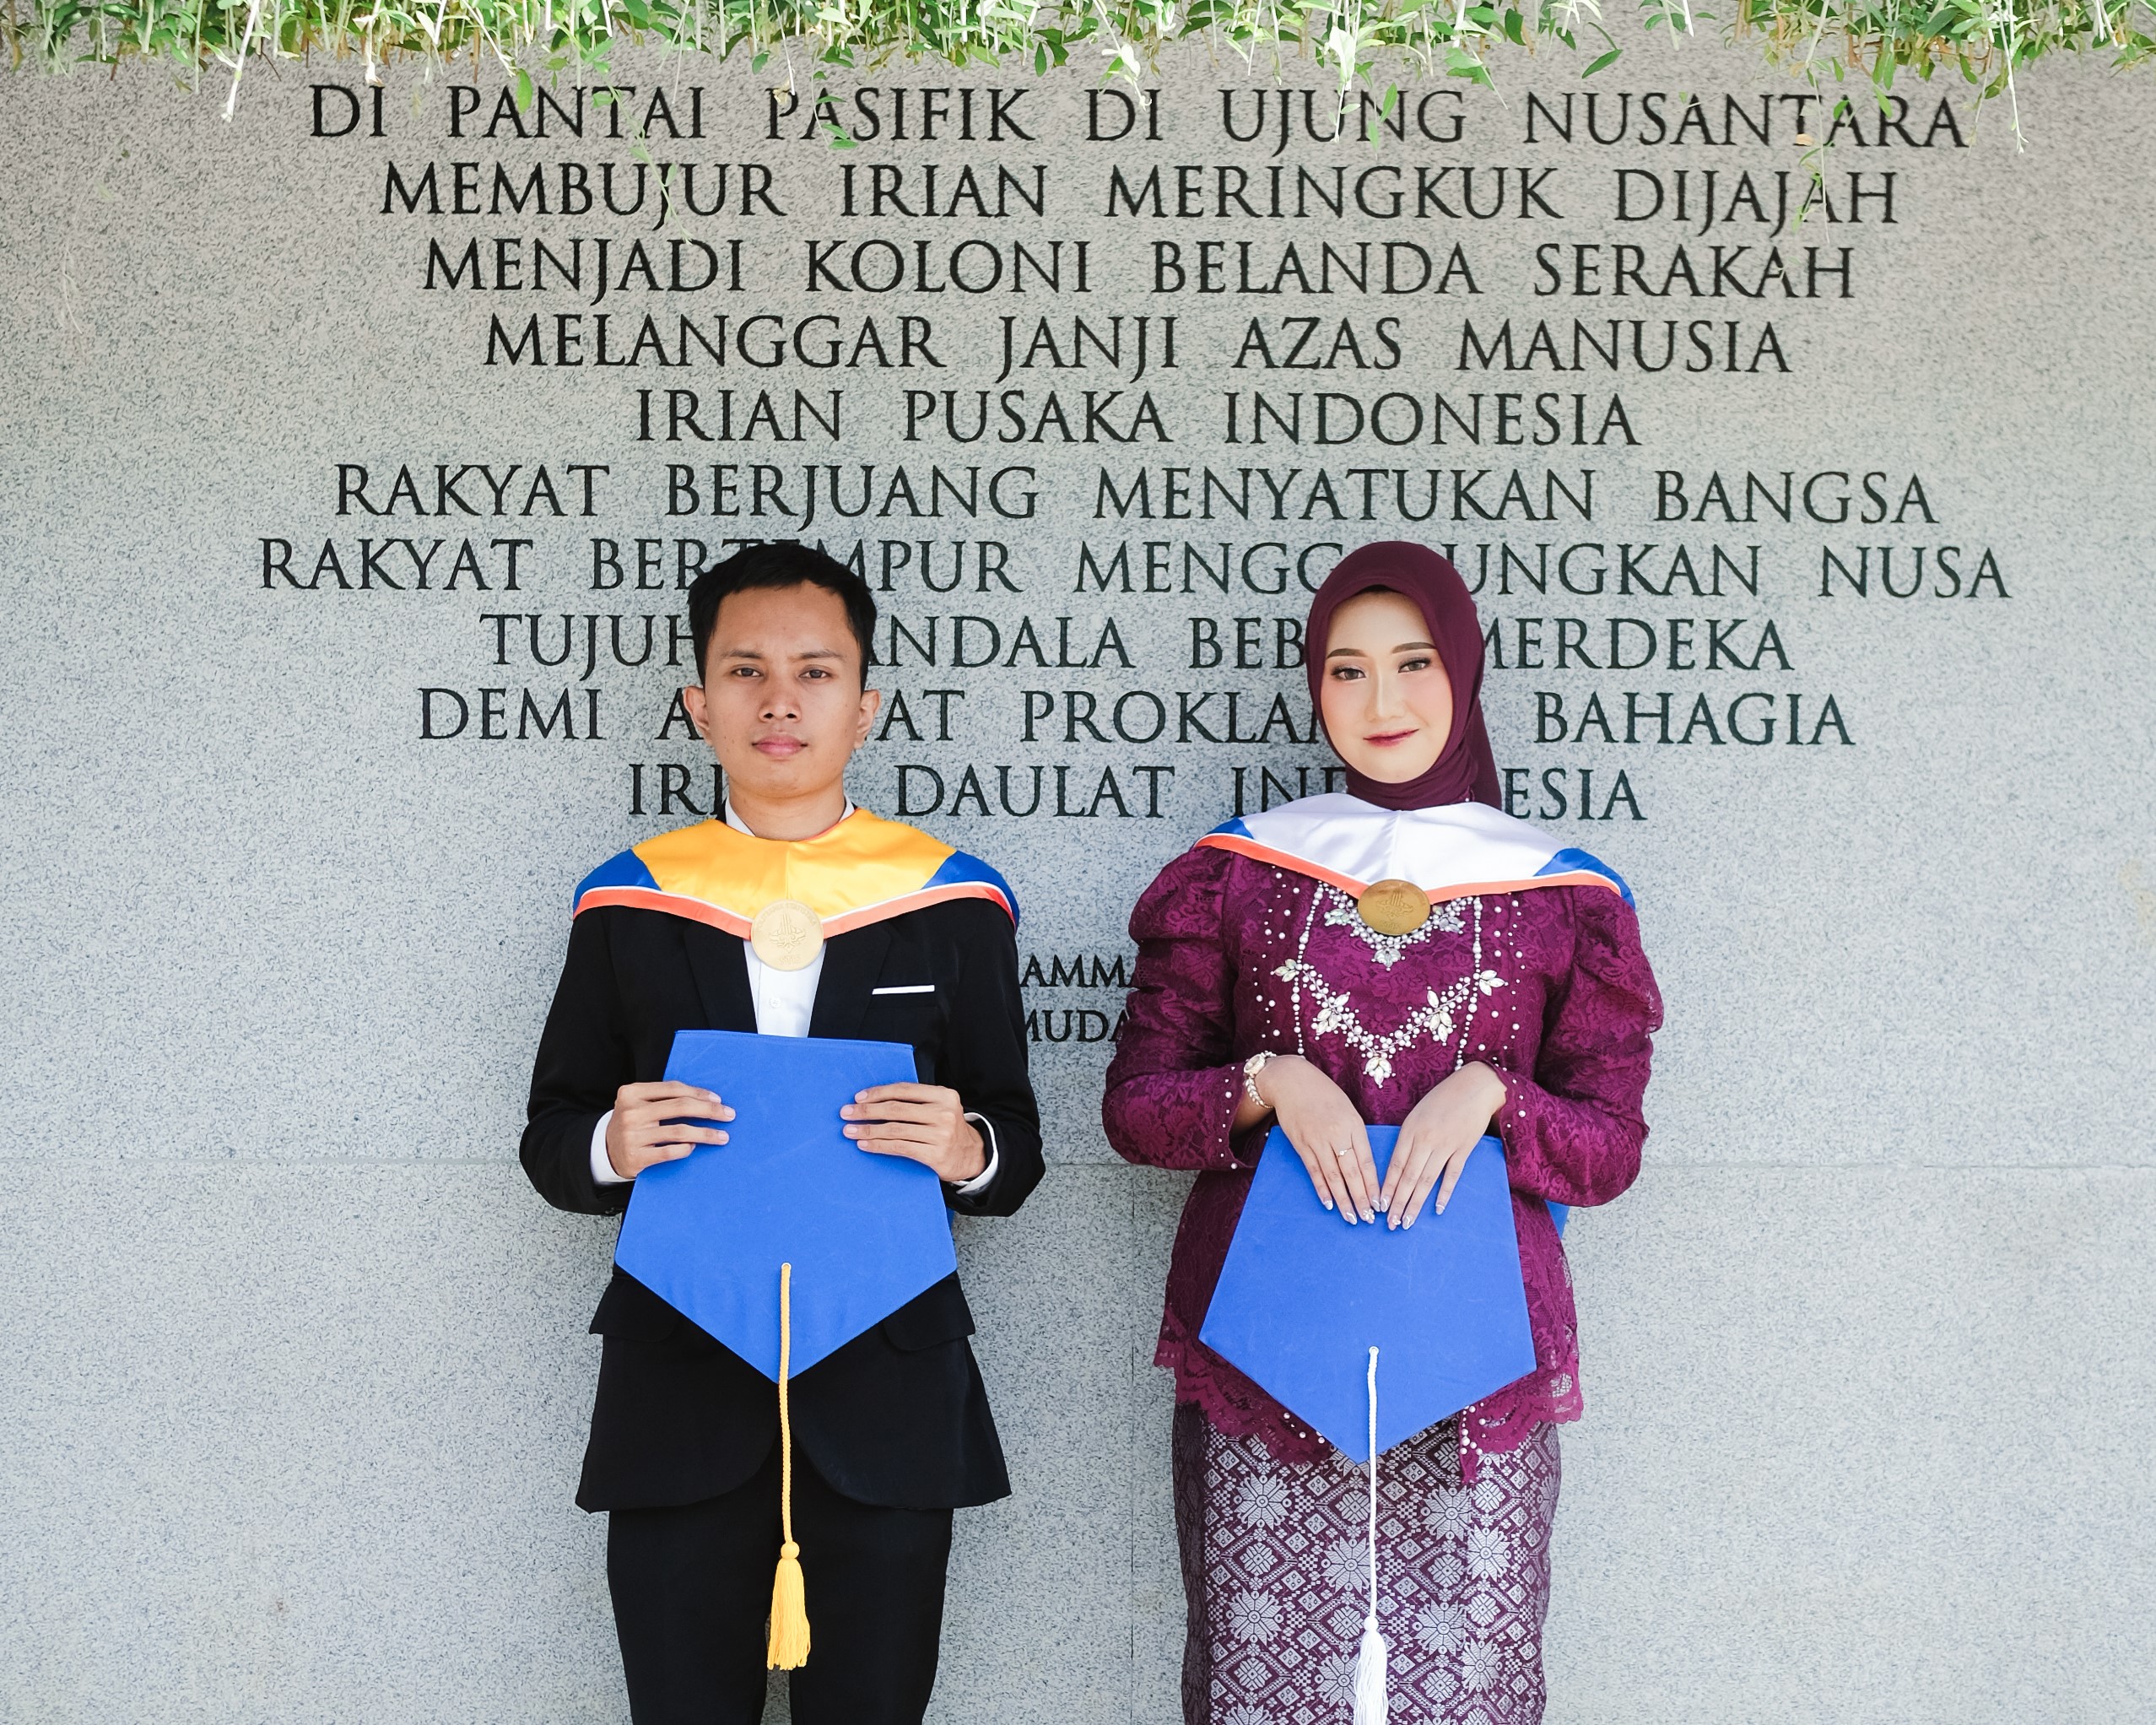 DI PANTAI PASIFIK DI UJUNG NUSANTARA
MEMBUJUR IRIAN MERINGKUK DIJAJAH
MENJADI KOLONI BELANDA SERAKAH
MELANGGAR JANJI AZAS MANUSIA
IRIAN PUSAKA INDONESIA
RAKYAT BERJUANG MENYATUKAN BANGSA
RAKYAT NUSA
MERDEKA
DEMI BAHAGIA
DAULAT